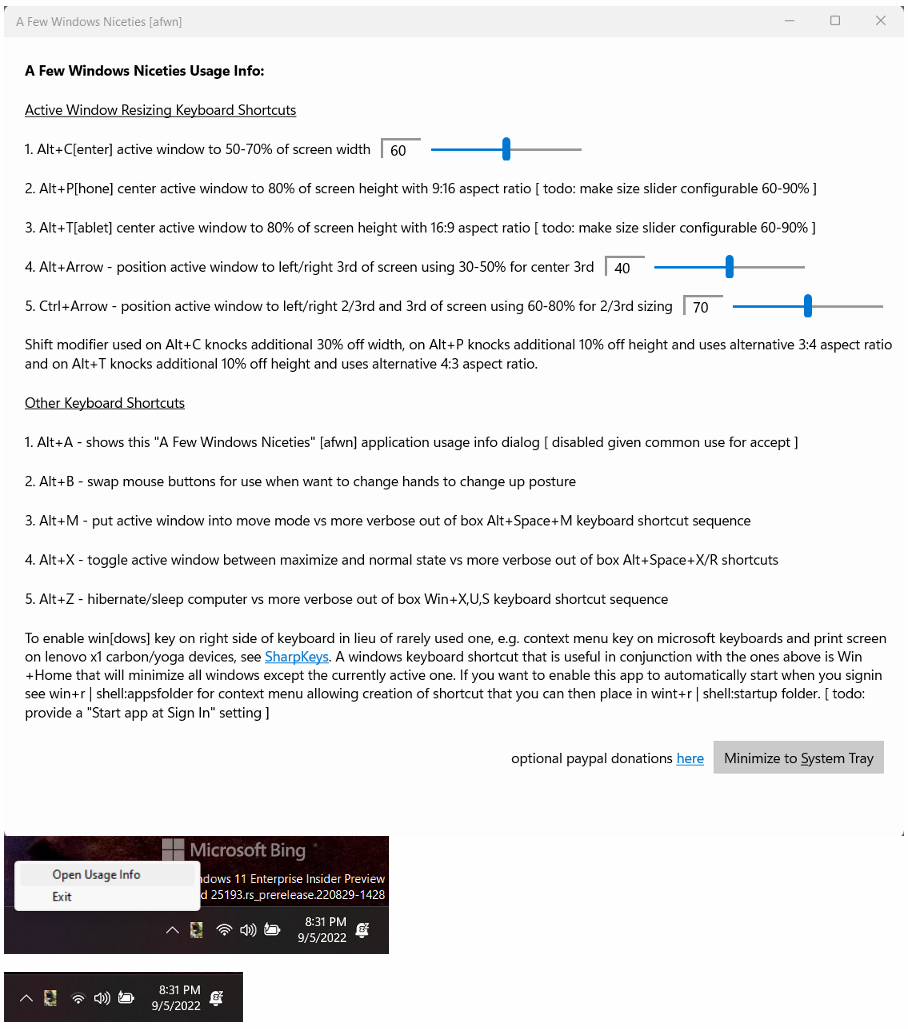 A Few Windows Niceties [afwn]
A Few Windows Niceties Usage Info:
Active Window Resizing Keyboard Shortcuts
1. Alt+C[enter] active window to 50-70% of screen width 60
2. Alt+P[hone] center active window to 80% of screen height with 9:16 aspect ratio [ todo: make size slider configurable 60-90% ]
3. Alt+T[ablet] center active window to 80% of screen height with 16:9 aspect ratio [ todo: make size slider configurable 60-90% ]
4. Alt+Arrow - position active window to left/right 3rd of screen using 30-50% for center 3rd 40
5. Ctrl+Arrow - position active window to left/right 2/3rd and 3rd of screen using 60-80% for 2/3rd sizing 70
Shift modifier used on Alt+C knocks additional 30% off width, on Alt+P knocks additional 10% off height and uses alternative 3:4 aspect ratio
and on Alt+T knocks additional 10% off height and uses alternative 4:3 aspect ratio.
Other Keyboard Shortcuts
1. Alt+A - shows this "A Few Windows Niceties" [afwn] application usage info dialog [ disabled given common use for accept ]
2. Alt+B - swap mouse buttons for use when want to change hands to change up posture
3. Alt+M - put active window into move mode vs more verbose out of box Alt+Space+M keyboard shortcut sequence
4. Alt+X - toggle active window between maximize and normal state vs more verbose out of box Alt+Space+X/R shortcuts
5. Alt+Z - hibernate/sleep computer vs more verbose out of box Win+X,U,S keyboard shortcut sequence
To enable win[dows] key on right side of keyboard in lieu of rarely used one, e.g. context menu key on microsoft keyboards and print screen
on lenovo x1 carbon/yoga devices, see SharpKeys. A windows keyboard shortcut that is useful in conjunction with the ones above is Win
+Home that will minimize all windows except the currently active one. If you want to enable this app to automatically start when you signin
see win+r | shell:appsfolder for context menu allowing creation of shortcut that you can then place in wint+r | shell:startup folder. [ todo:
provide a "Start app at Sign In" setting ]
optional paypal donations here Minimize to System Tray
Microsoft Bing
Open Usage Info
ndows 11 Enterprise Insider Preview
Exit
d 25193.rs_prerelease.220829-1428
8:31 PM
9/5/2022
8:31 PM
9/5/2022